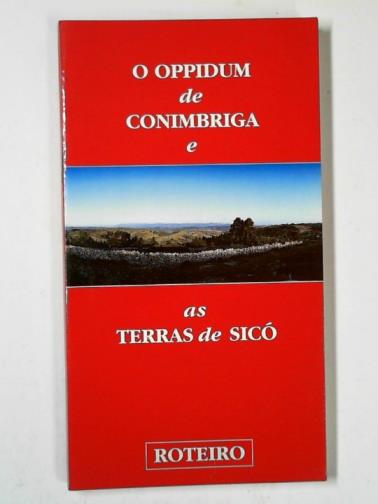 O OPPIDUM
de
CONIMBRIGA
e
as
TERRAS de SICÓ
ROTEIRO